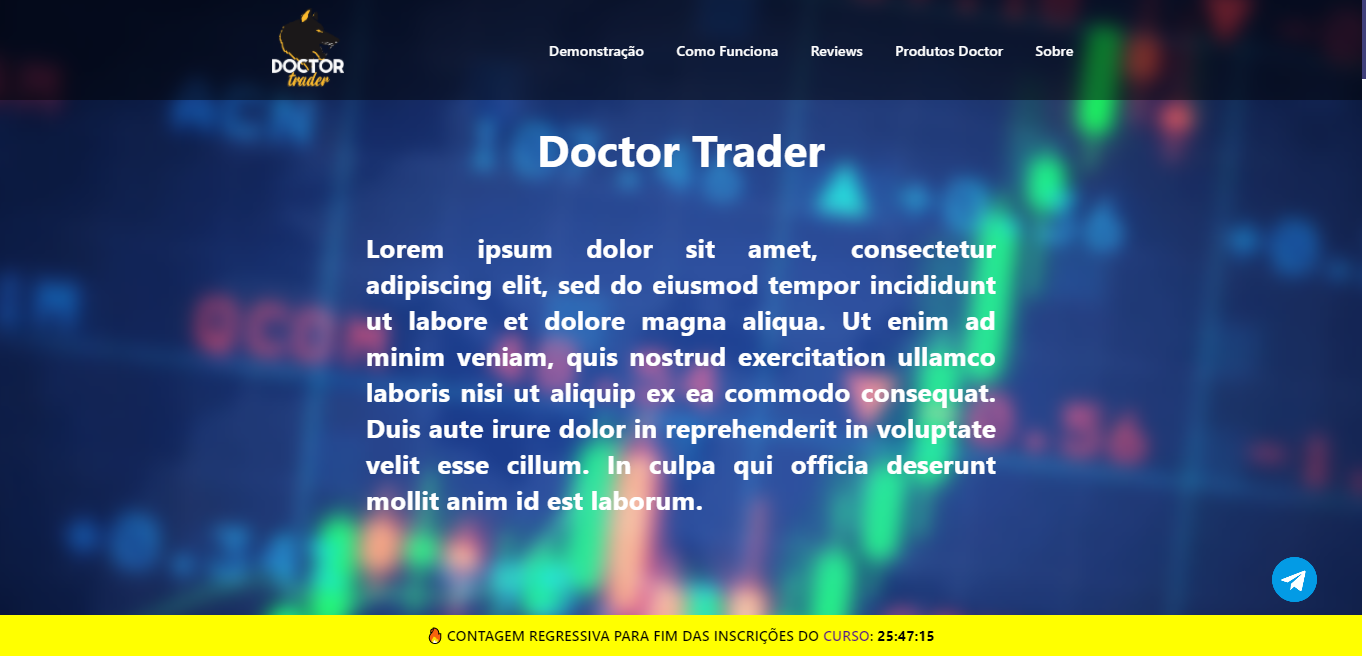 DOCTOR
trader
Demonstração Como Funciona Reviews Produtos Doctor Sobre
Doctor Trader
Lorem ipsum dolor sit amet, consectetur
adipiscing elit, sed do eiusmod tempor incididunt
ut labore et dolore magna aliqua. Ut enim ad
minim veniam, quis nostrud exercitation ullamco
laboris nisi ut aliquip ex ea commodo consequat.
Duis aute irure dolor in reprehenderit in voluptate
velit esse cillum. In culpa qui officia deserunt
mollit anim id est laborum.
🔥 CONTAGEM REGRESSIVA PARA FIM DAS INSCRIÇÕES DO CURSO: 25:47:15